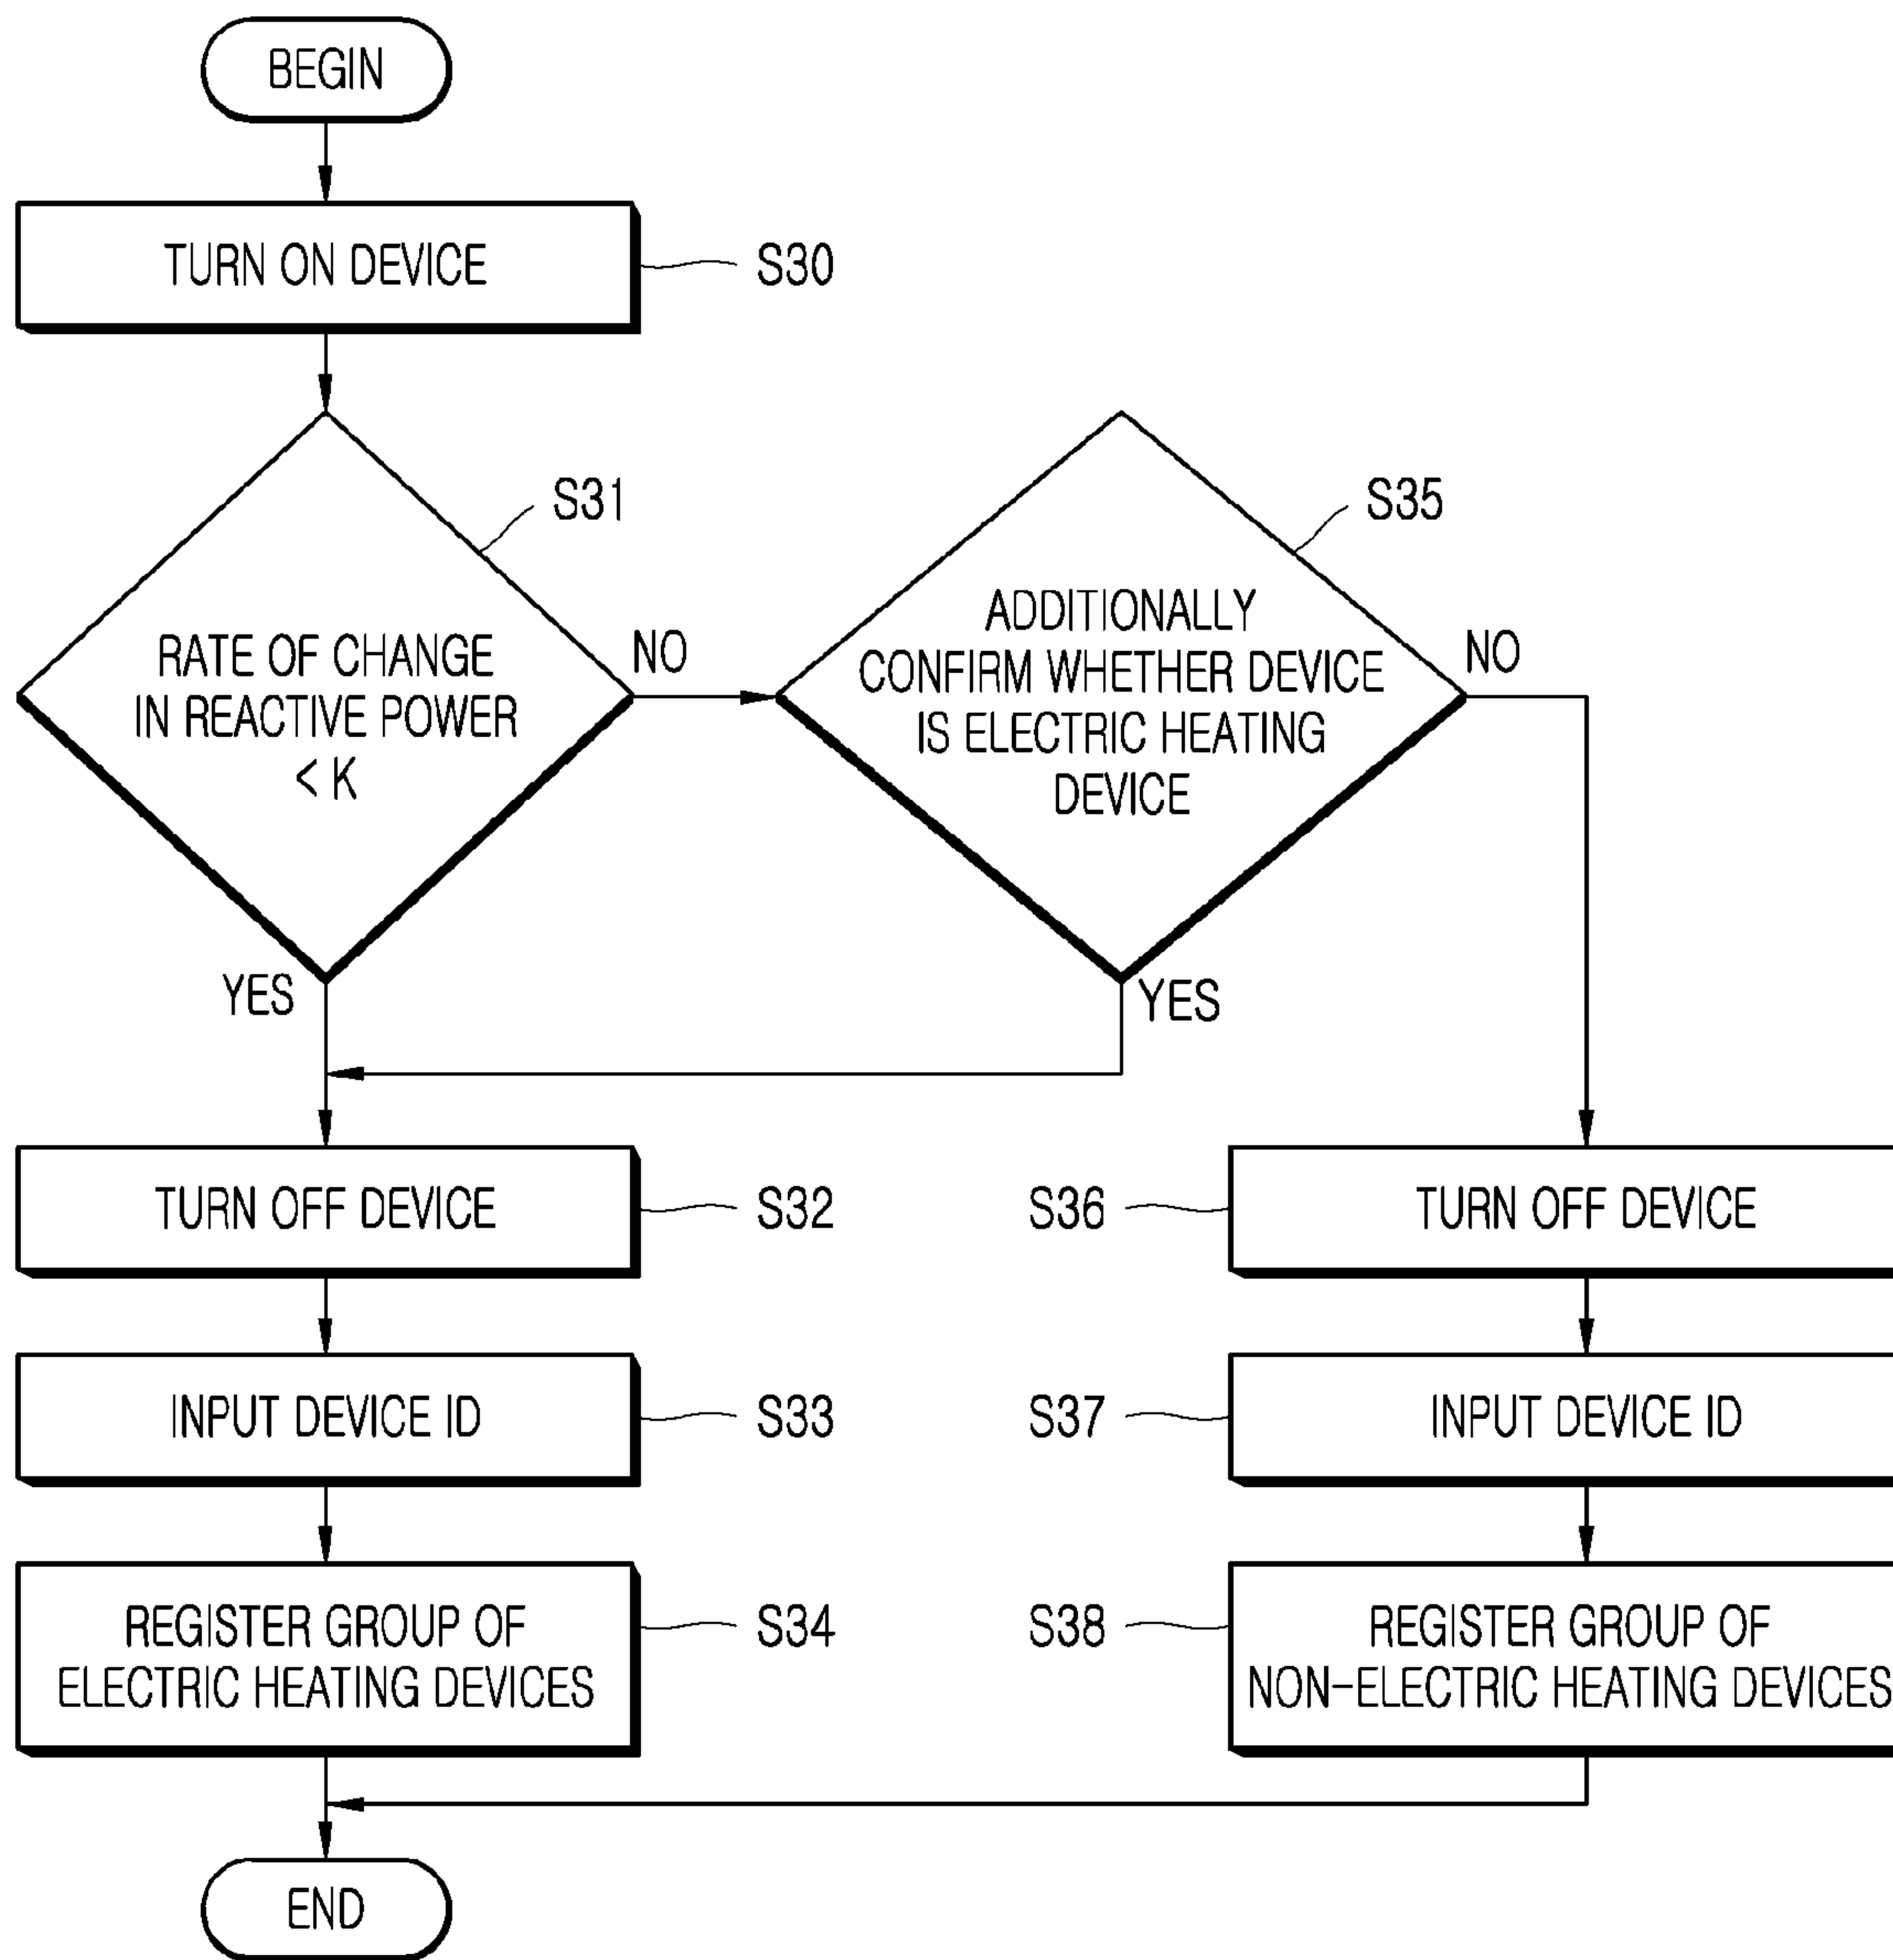 BEGIN
TURN ON DEVICE
S30
S31
RATE OF CHANGE
IN REACTIVE POWER
< K
NO
YES
S35
ADDITIONALLY
CONFIRM WHETHER DEVICE
IS ELECTRIC HEATING
DEVICE
NO
YES
TURN OFF DEVICE
S32
S36
TURN OFF DEVICE
INPUT DEVICE ID
S33
S37
INPUT DEVICE ID
REGISTER GROUP OF
ELECTRIC HEATING DEVICES
S34
S38
REGISTER GROUP OF
NON-ELECTRIC HEATING DEVICES
END